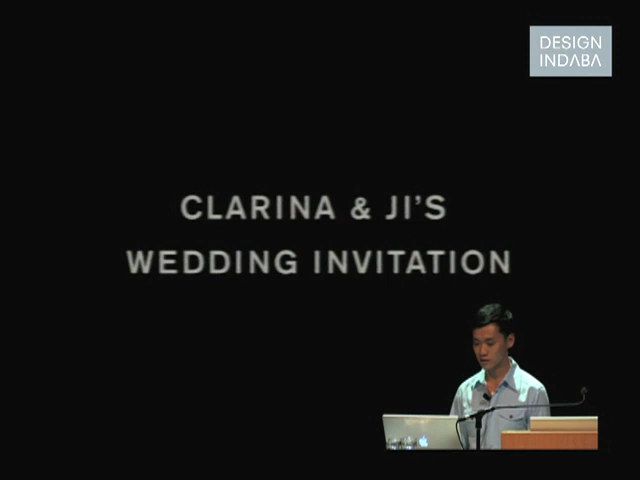 DESIGN
INDABA
CLARINA & JI'S
WEDDING INVITATION